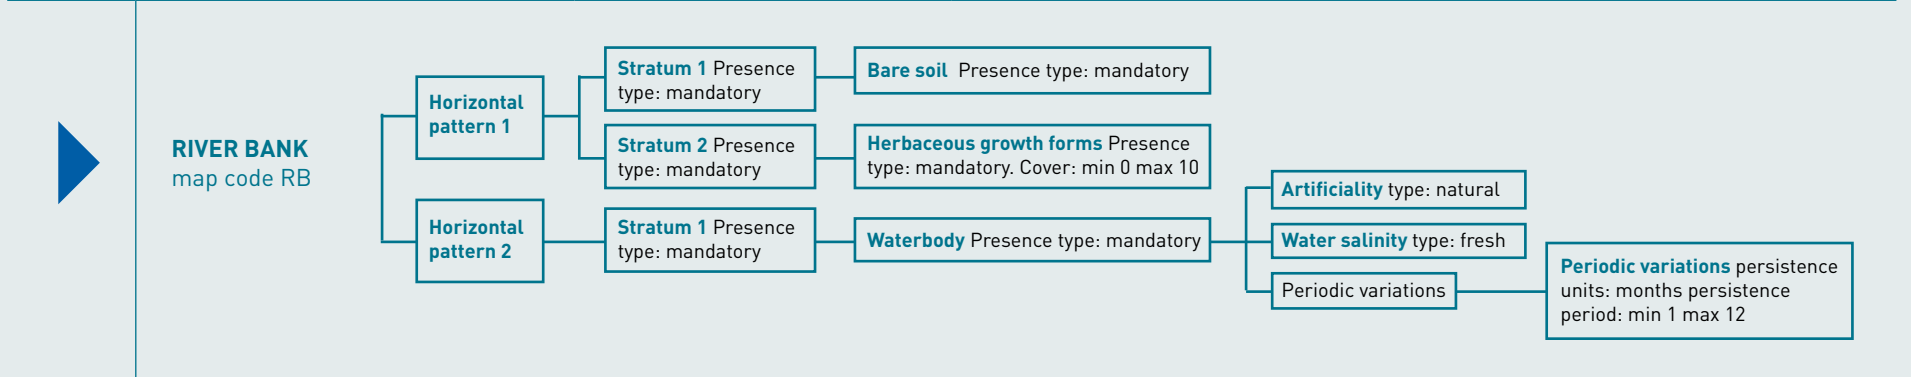 RIVER BANK
map code RB
Horizontal
pattern 1
Stratum 1 Presence
type: mandatory
Bare soil Presence type: mandatory
Stratum 2 Presence
type: mandatory
Herbaceous growth forms Presence
type: mandatory. Cover: min 0 max 10
Horizontal
pattern 2
Stratum 1 Presence
type: mandatory
Waterbody Presence type: mandatory
Artificiality type: natural
Water salinity type: fresh
Periodic variations
Periodic variations persistence
units: months persistence
period: min 1 max 12